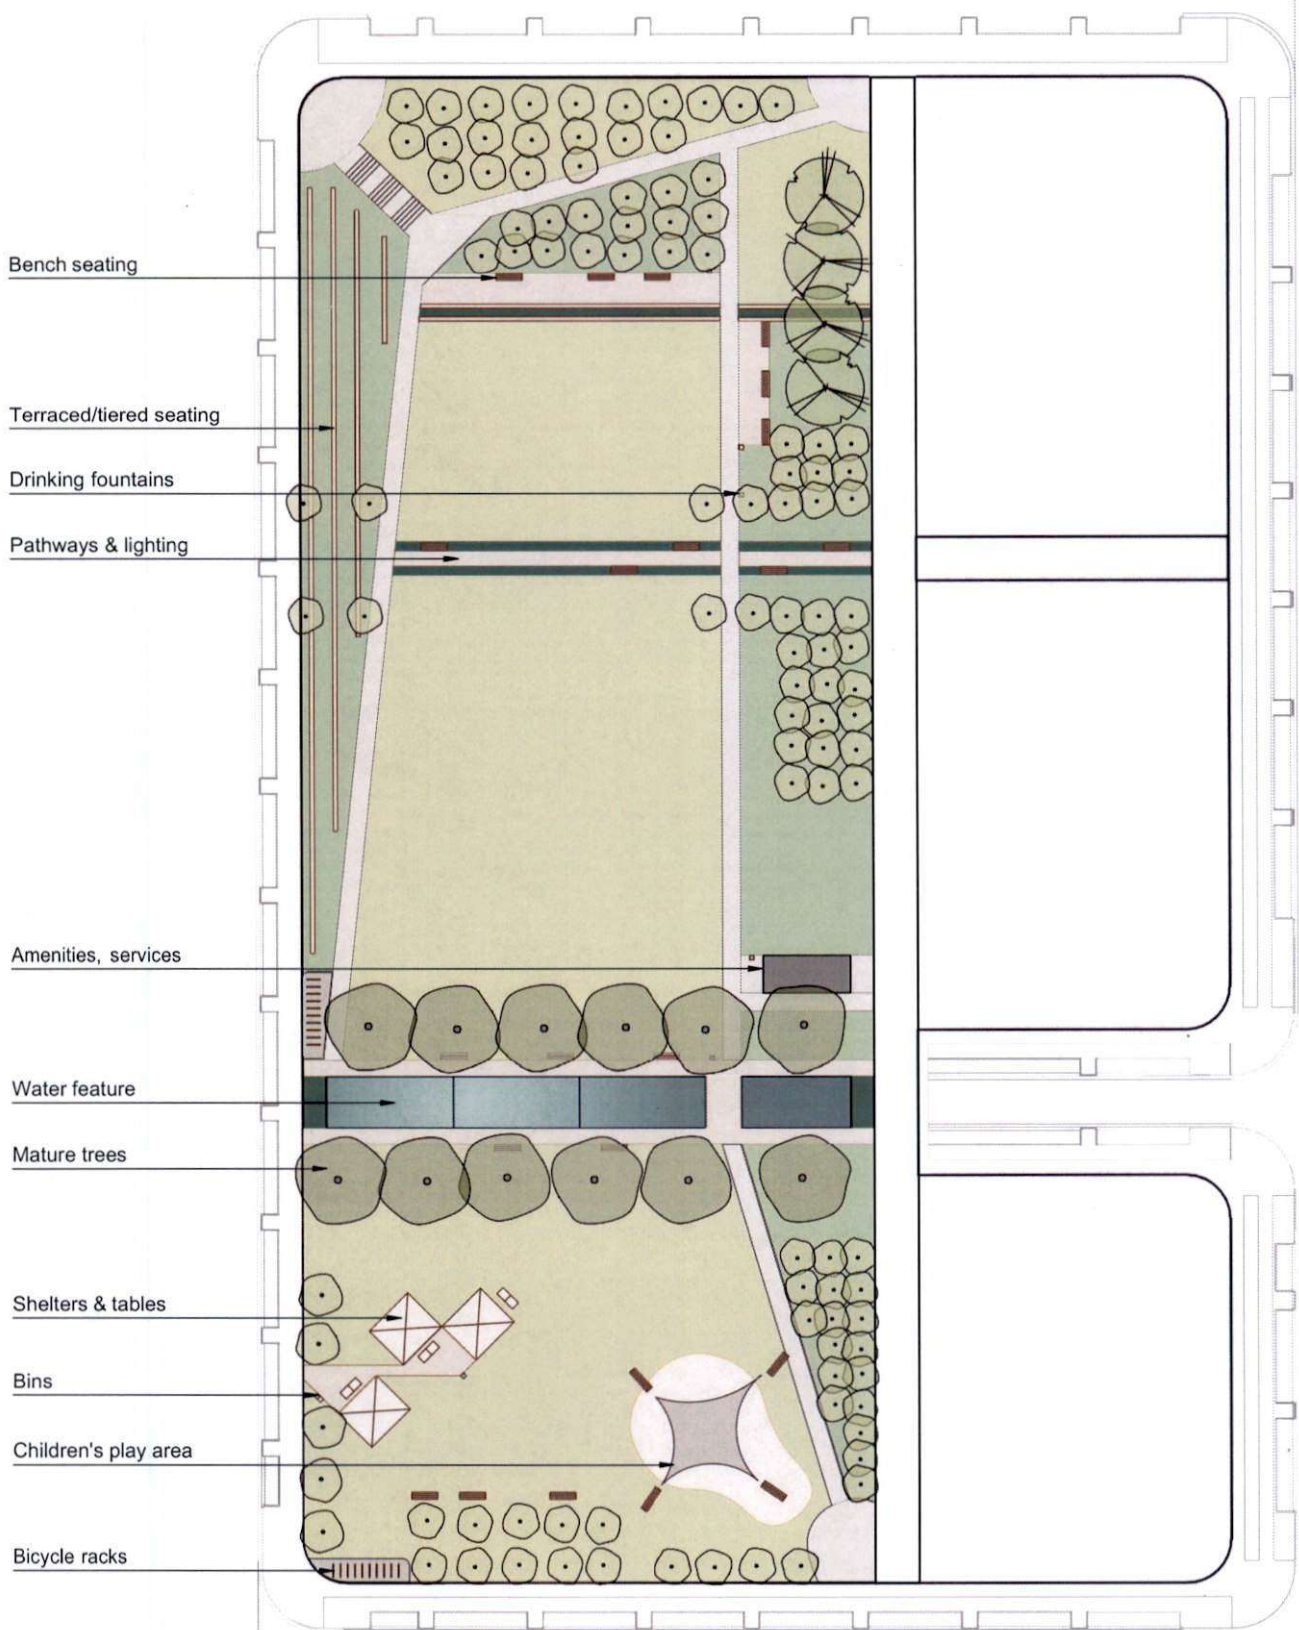 Bench seating
Terraced/tiered seating
Drinking fountains
Pathways & lighting
Amenities, services
Water feature
Mature trees
Shelters & tables
Bins
Children's play area
Bicycle racks